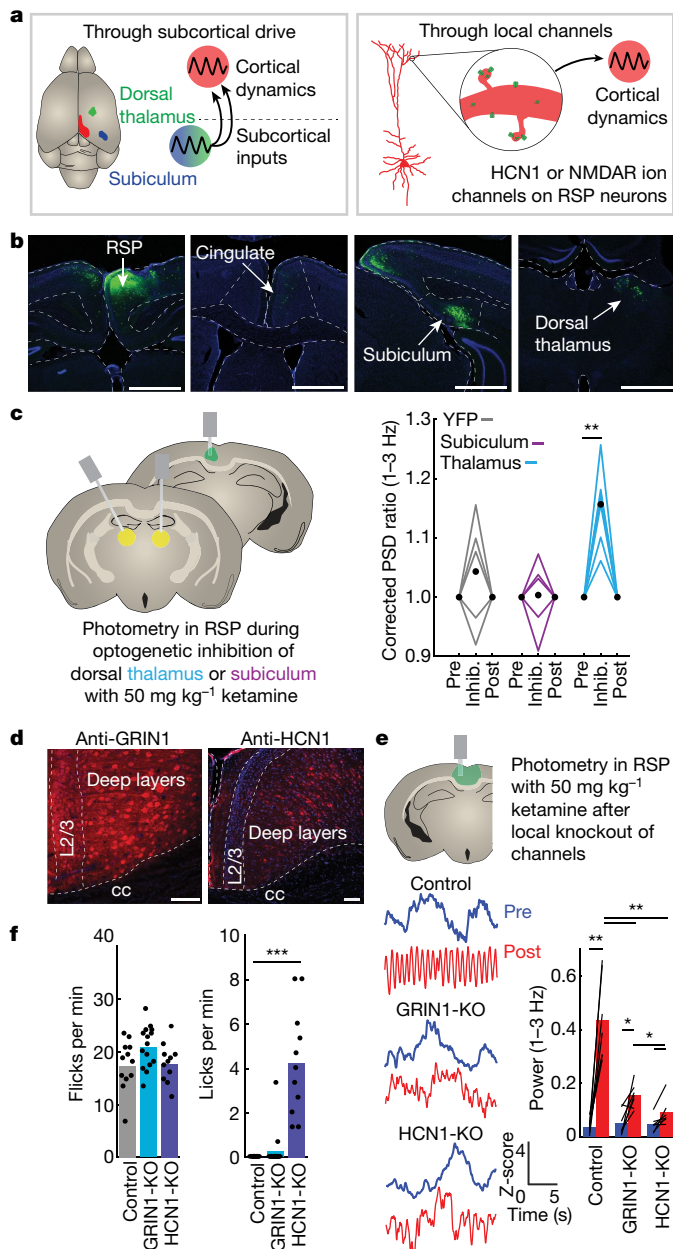 a
Through subcortical drive
Dorsal
thalamus
Subiculum
Cortical
dynamics
Subcortical
inputs
Through local channels
Cortical
dynamics
HCN1 or NMDAR ion
channels on RSP neurons
b
RSP
Cingulate
Subiculum
Dorsal
thalamus
c
Photometry in RSP during
optogenetic inhibition of
dorsal thalamus or subiculum
with 50 mg kg⁻¹ ketamine
Corrected PSD ratio (1–3 Hz)
1.3
1.2
1.1
1.0
0.9
YFP
Subiculum
Thalamus
**
Pre
Inhib.
Post
Pre
Inhib.
Post
Pre
Inhib.
Post
d
Anti-GRIN1
L2/3
Deep layers
cc
Anti-HCN1
L2/3
Deep layers
cc
e
Photometry in RSP
with 50 mg kg⁻¹
ketamine after
local knockout of
channels
Control
Pre
Post
GRIN1-KO
HCN1-KO
Z-score
4
5
Time (s)
Power (1–3 Hz)
0.6
0.4
0.2
0
**
**
*
*
Control
GRIN1-KO
HCN1-KO
f
Flicks per min
40
30
20
10
0
Control
GRIN1-KO
HCN1-KO
Licks per min
10
8
6
4
2
0
***
Control
GRIN1-KO
HCN1-KO